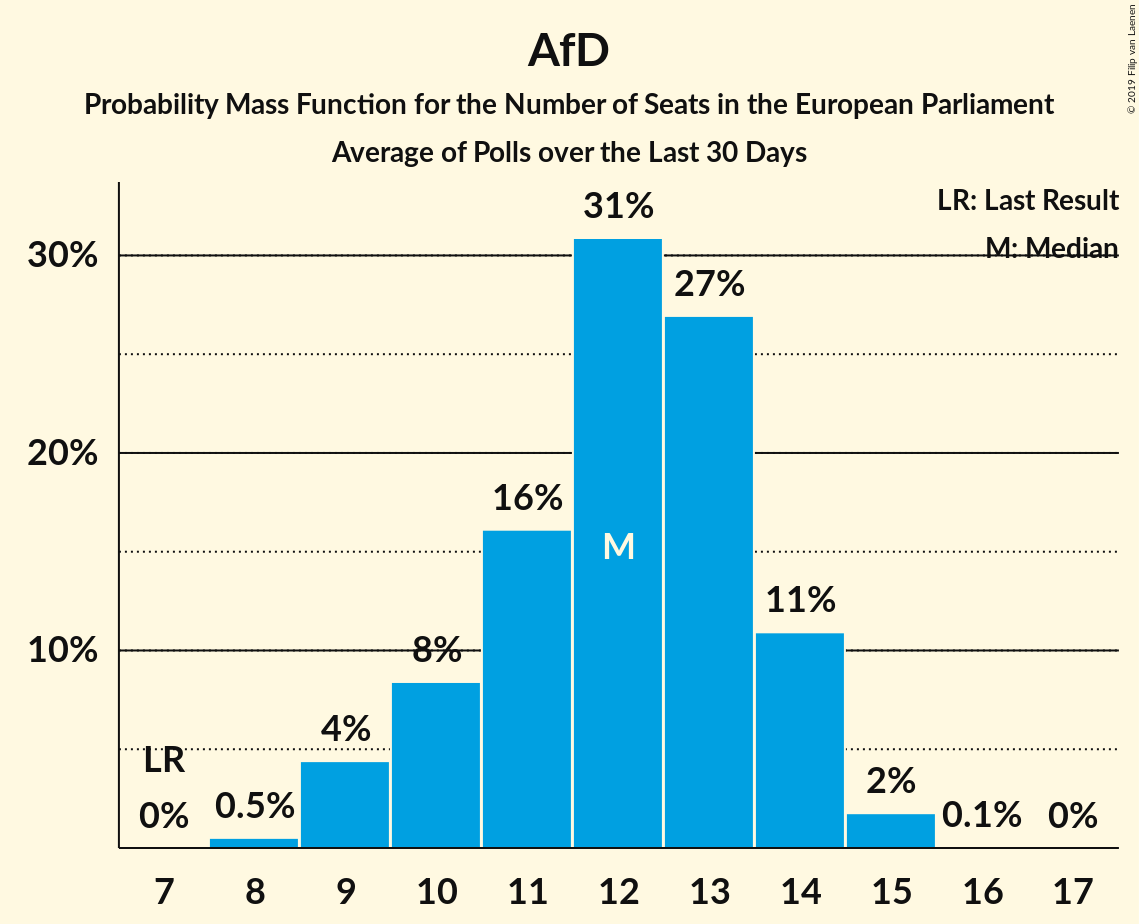 AfD
Probability Mass Function for the Number of Seats in the European Parliament
Average of Polls over the Last 30 Days
© 2019 Filip van Laenen
LR: Last Result
M: Median
30%
20%
10%
LR
0%
0.5%
4%
8%
16%
31%
M
27%
11%
2%
0.1%
0%
7 8 9 10 11 12 13 14 15 16 17